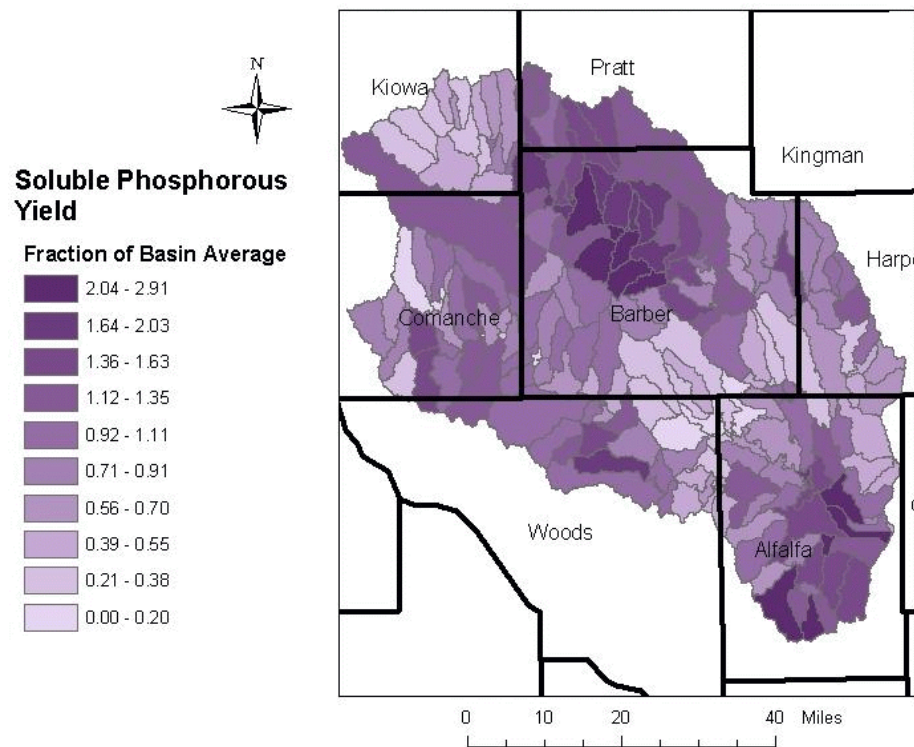 N
Soluble Phosphorous
Yield
Fraction of Basin Average
2.04 - 2.91
1.64 - 2.03
1.36 - 1.63
1.12 - 1.35
0.92 - 1.11
0.71 - 0.91
0.56 - 0.70
0.39 - 0.55
0.21 - 0.38
0.00 - 0.20
Pratt
Kiowa
Kingman
Harpe
Comanche
Barber
Woods
Alfalfa
0 10 20 40 Miles